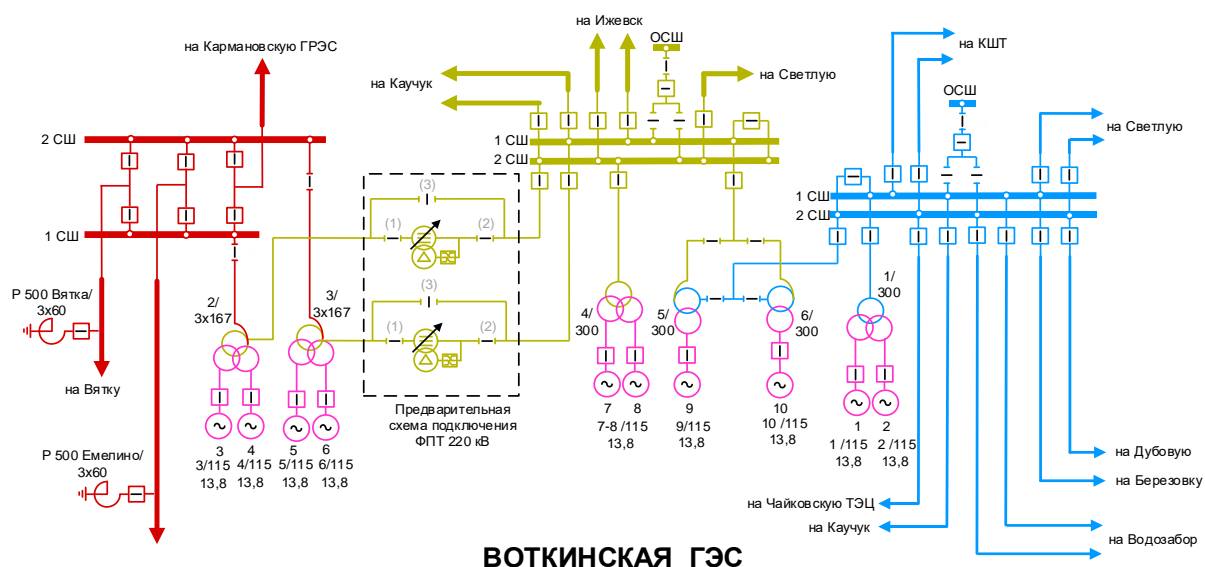 на Кармановскую ГРЭС
2 СШ
1 СШ
Р 500 Вятка/
3х60
на Вятку
Р 500 Емелино/
3х60
2/
3х167
3/
3х167
3
3/115
13,8
4
4/115
13,8
5
5/115
13,8
6
6/115
13,8
(3)
(1)
(2)
(3)
(1)
(2)
Предварительная
схема подключения
ФПТ 220 кВ
на Ижевск
на Каучук
ОСШ
на Светлую
1 СШ
2 СШ
4/
300
5/
300
6/
300
7
8
7-8 /115
13,8
9
9/115
13,8
10
10 /115
13,8
на КШТ
ОСШ
на Светлую
1 СШ
2 СШ
1/
300
1
1 /115
13,8
2
2 /115
13,8
на Дубовую
на Березовку
на Чайковскую ТЭЦ
на Каучук
на Водозабор
ВОТКИНСКАЯ ГЭС